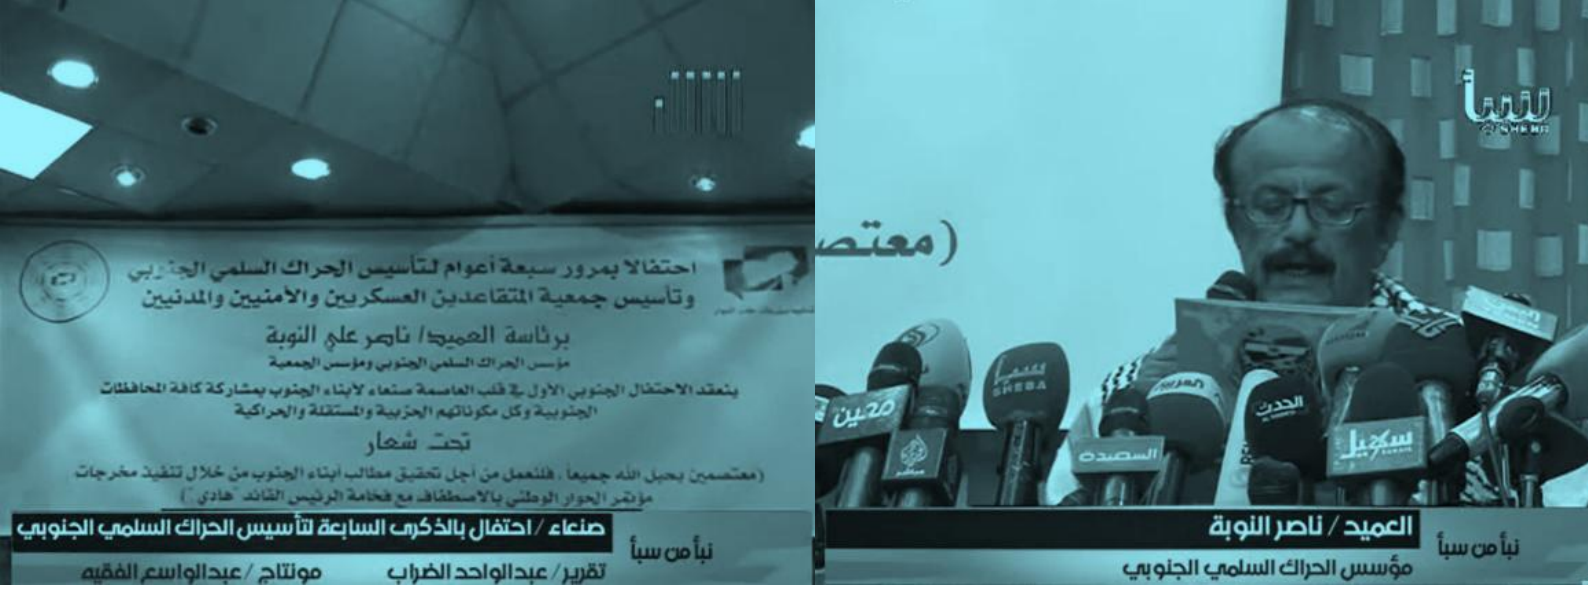 احتفالا بمرور سبعة أعوام لتأسيس الحراك السلمي الجنوبي
وتأسيس جمعية المتقاعدين العسكريين والأمنيين والمدنيين
برئاسة العميد/ ناصر علي النوبة
مؤسس الحراك السلمي الجنوبي ومؤسس الجمعية
ينعقد الاحتفال الجنوبي الأول في قلب العاصمة صنعاء لأبناء الجنوب بمشاركة كافة المحافظات
الجنوبية وكل مكوناتهم الحزبية والمستقلة والحراكية
تحت شعار
(معتصمين بحبل الله جميعاً , فلنعمل من أجل تحقيق مطالب أبناء الجنوب من خلال تنفيذ مخرجات
مؤتمر الحوار الوطني بالاصطفاف مع فخامة الرئيس القائد "هادي")
صنعاء / احتفال بالذكرى السابعة لتأسيس الحراك السلمي الجنوبي
نبأ من سبأ
تقرير/ عبدالواحد الضراب مونتاج / عبدالواسع الفقيه
سبأ
SHEBA
(معتص
سبأ
SHEBA
العربية
الحدث
السعيدة
مباشر
سهيل
العميد / ناصر النوبة
نبأ من سبأ
مؤسس الحراك السلمي الجنوبي